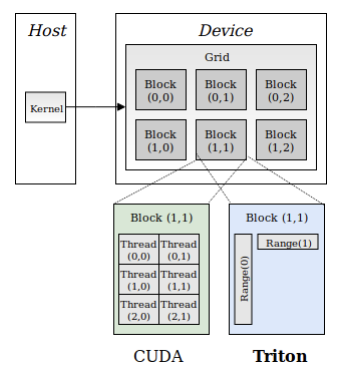 Host
Device
Grid
Kernel
Block
(0,0)
Block
(0,1)
Block
(0,2)
Block
(1,0)
Block
(1,1)
Block
(1,2)
Block (1,1)
Thread
(0,0)
Thread
(0,1)
Thread
(1,0)
Thread
(1,1)
Thread
(2,0)
Thread
(2,1)
Block (1,1)
Range(0)
Range(1)
CUDA
Triton